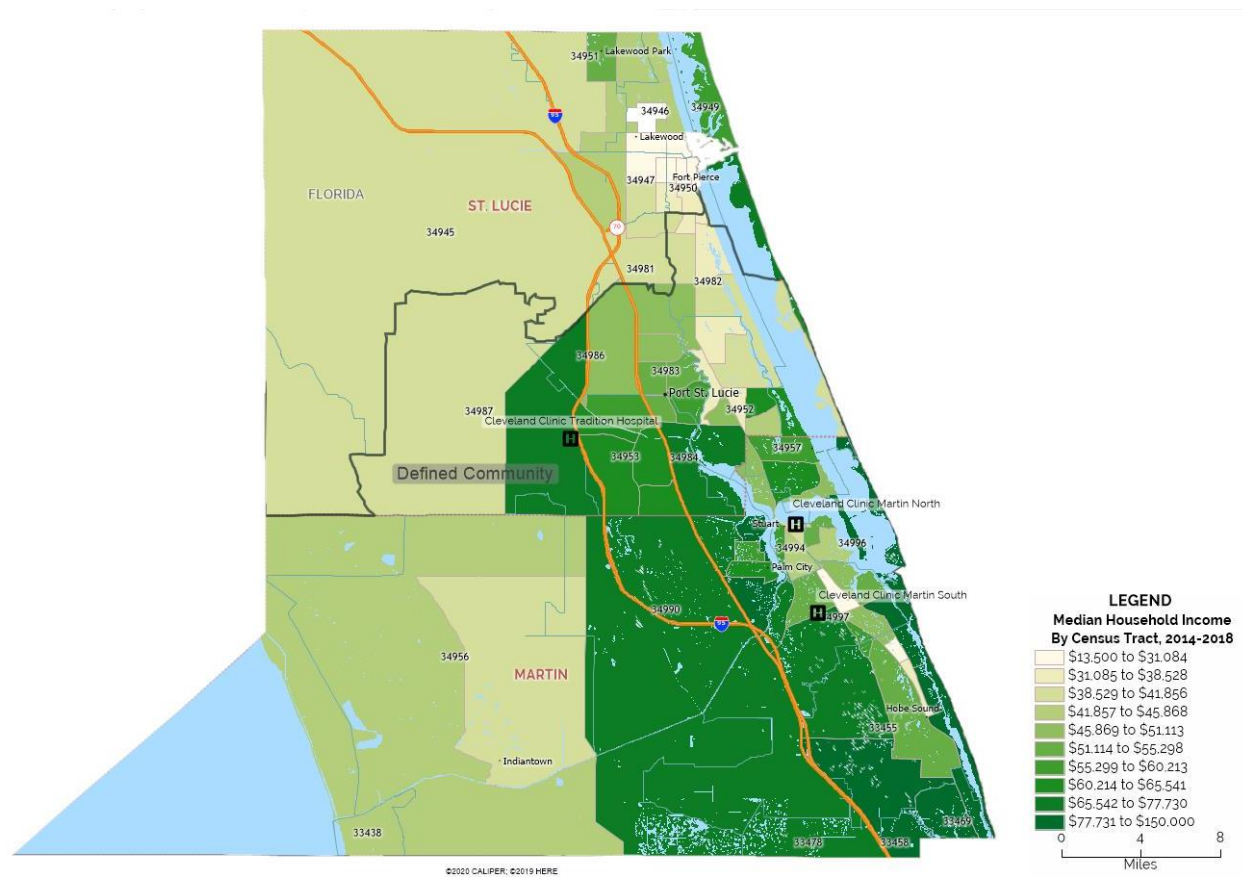 Lakewood Park
34951
34946
34949
95
Lakewood
34947
Fort Pierce
34950
FLORIDA
ST. LUCIE
34945
70
34981
34982
34986
34983
Port St. Lucie
34987
34952
Cleveland Clinic Tradition Hospital
H
34953
34984
34957
Defined Community
Cleveland Clinic Martin North
Stuart
H
34994
34996
Palm City
Cleveland Clinic Martin South
34990
95
H
34997
34956
MARTIN
Hobe Sound
33455
Indiantown
33438
33478
33458
33469
LEGEND
Median Household Income
By Census Tract, 2014-2018
$13.500 to $31.084
$31.085 to $38.528
$38.529 to $41.856
$41.857 to $45.868
$45.869 to $51.113
$51.114 to $55.298
$55.299 to $60.213
$60.214 to $65.541
$65.542 to $77.730
$77.731 to $150.000
0 4 8
Miles
©2020 CALIPER; ©2019 HERE